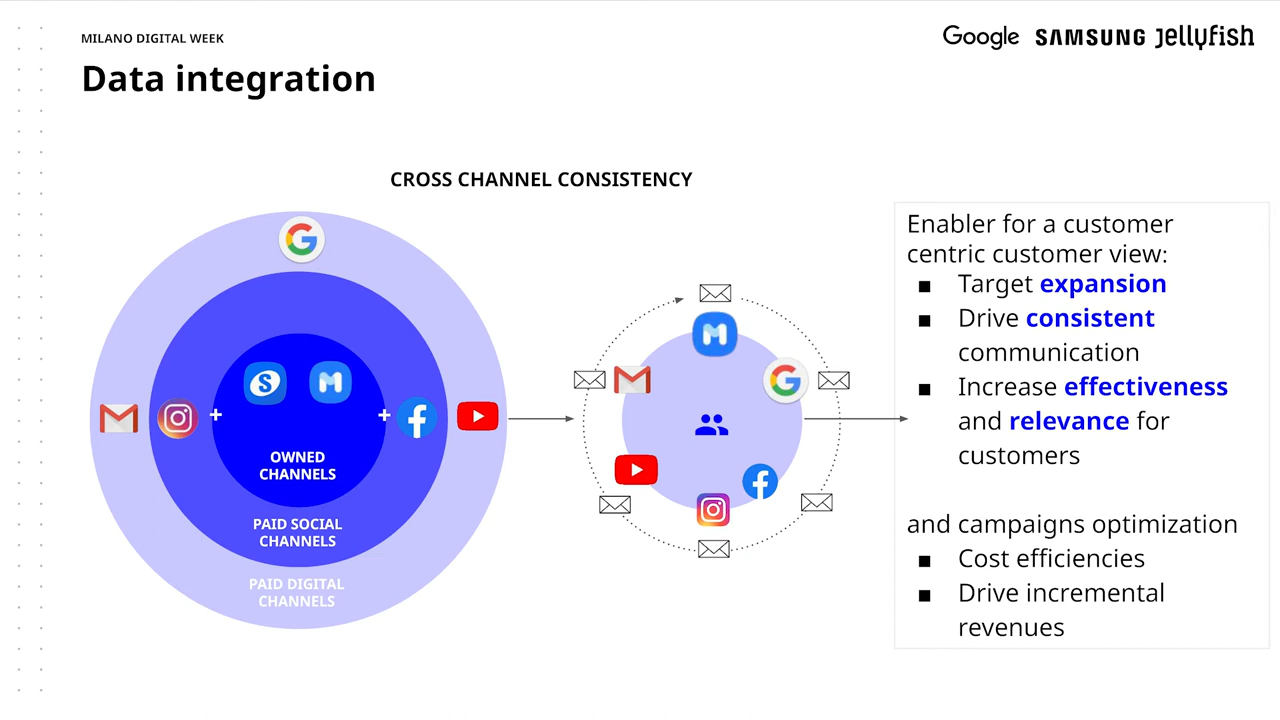 MILANO DIGITAL WEEK
Google SAMSUNG Jellyfish
Data integration
CROSS CHANNEL CONSISTENCY
OWNED
CHANNELS
PAID SOCIAL
CHANNELS
PAID DIGITAL
CHANNELS
Enabler for a customer
centric customer view:
■ Target expansion
■ Drive consistent
communication
■ Increase effectiveness
and relevance for
customers
and campaigns optimization
■ Cost efficiencies
■ Drive incremental
revenues